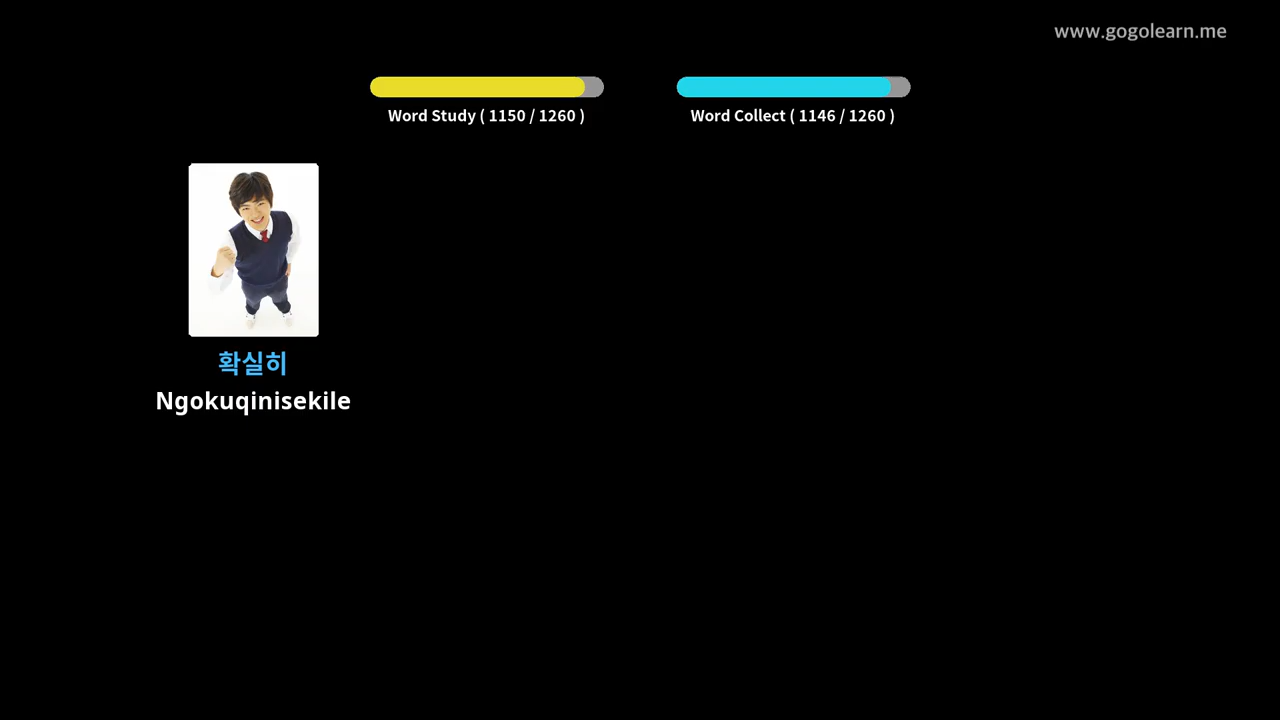 www.gogolearn.me
Word Study ( 1150 / 1260 )
Word Collect ( 1146 / 1260 )
확실히
Ngokuqinisekile